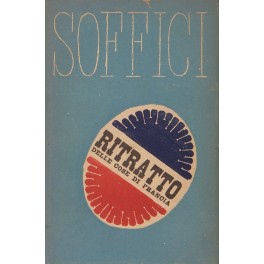 SOFFICI
RITRATTO
DELLE COSE DI FRANCIA